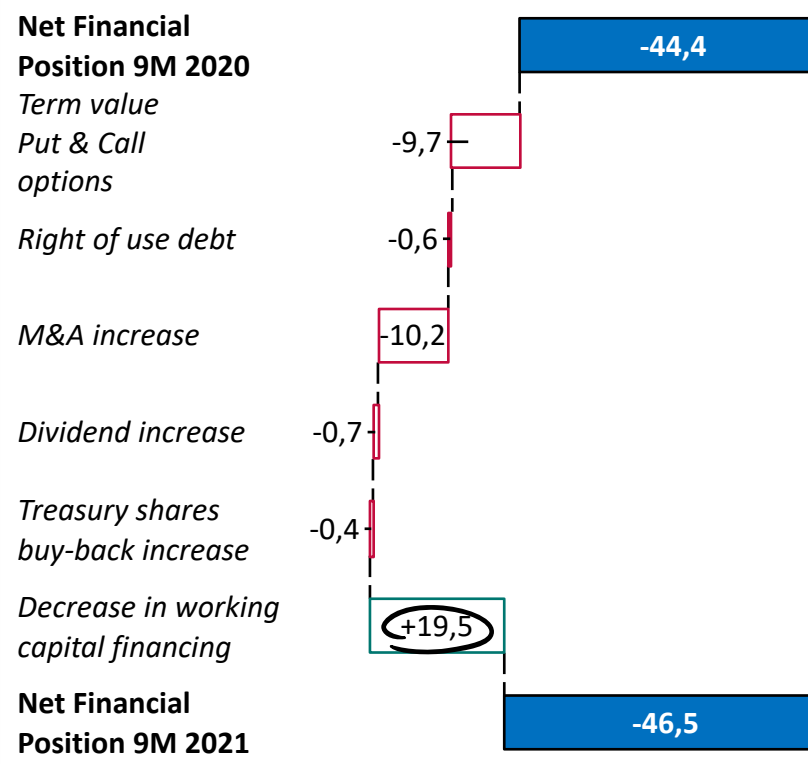 Net Financial
Position 9M 2020
-44,4
Term value
Put & Call
options
-9,7
Right of use debt
-0,6
M&A increase
-10,2
Dividend increase
-0,7
Treasury shares
buy-back increase
-0,4
Decrease in working
capital financing
+19,5
Net Financial
Position 9M 2021
-46,5